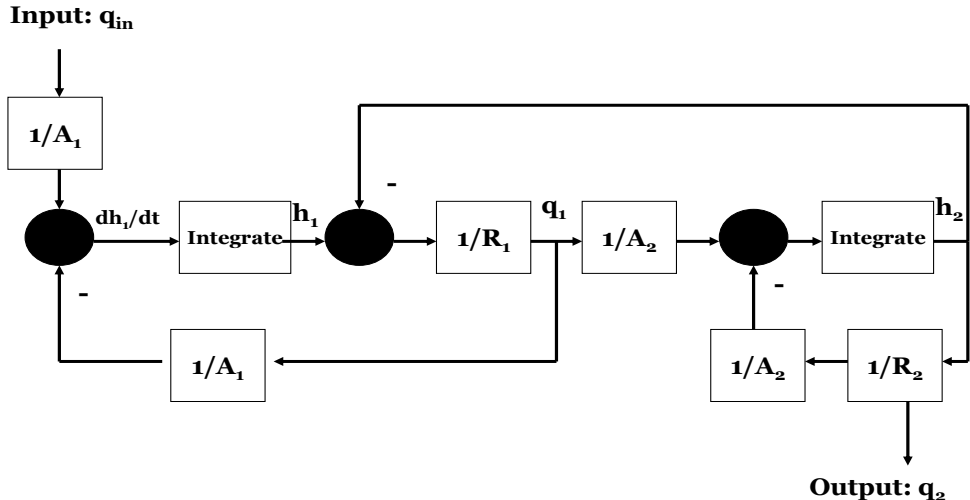 Input: q_in
1/A₁
-
dh₁/dt
Integrate
h₁
1/R₁
q₁
1/A₂
Integrate
h₂
-
-
1/A₁
1/A₂
1/R₂
Output: q₂